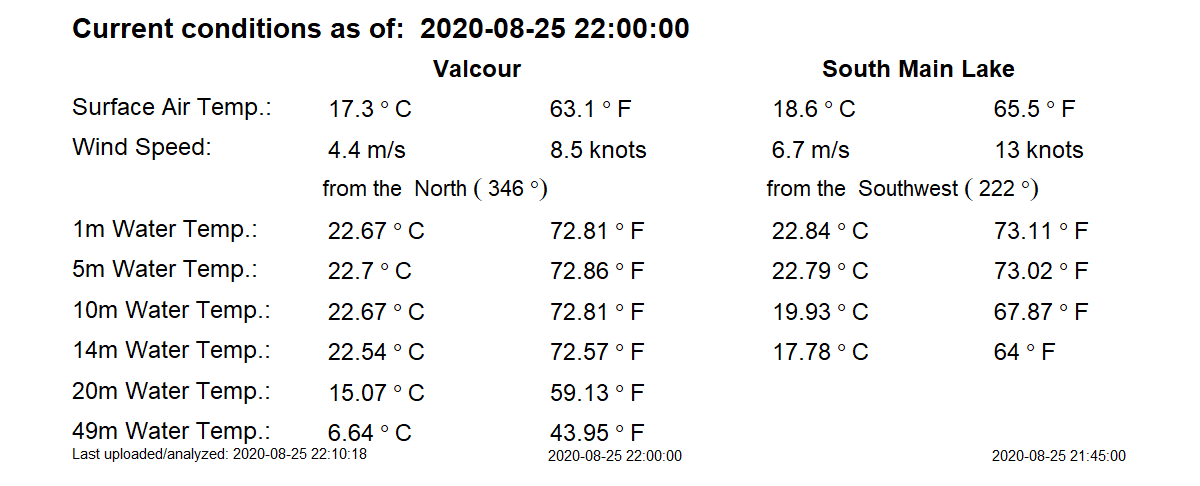 Current conditions as of: 2020-08-25 22:00:00
Valcour South Main Lake
Surface Air Temp.: 17.3 ° C 63.1 ° F 18.6 ° C 65.5 ° F
Wind Speed: 4.4 m/s 8.5 knots 6.7 m/s 13 knots
from the North ( 346 °) from the Southwest ( 222 °)
1m Water Temp.: 22.67 ° C 72.81 ° F 22.84 ° C 73.11 ° F
5m Water Temp.: 22.7 ° C 72.86 ° F 22.79 ° C 73.02 ° F
10m Water Temp.: 22.67 ° C 72.81 ° F 19.93 ° C 67.87 ° F
14m Water Temp.: 22.54 ° C 72.57 ° F 17.78 ° C 64 ° F
20m Water Temp.: 15.07 ° C 59.13 ° F
49m Water Temp.: 6.64 ° C 43.95 ° F
Last uploaded/analyzed: 2020-08-25 22:10:18 2020-08-25 22:00:00 2020-08-25 21:45:00